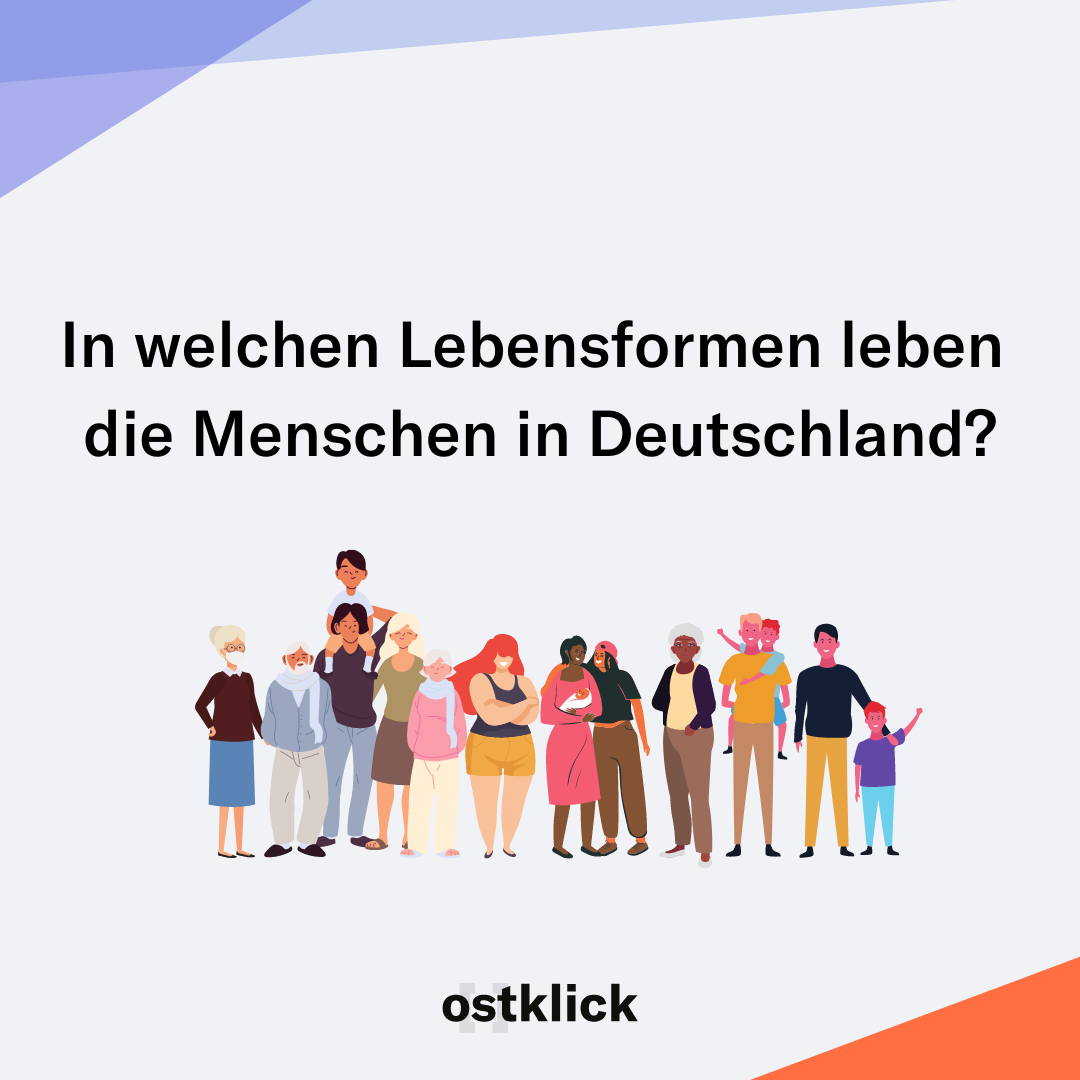 In welchen Lebensformen leben
die Menschen in Deutschland?
ostklick